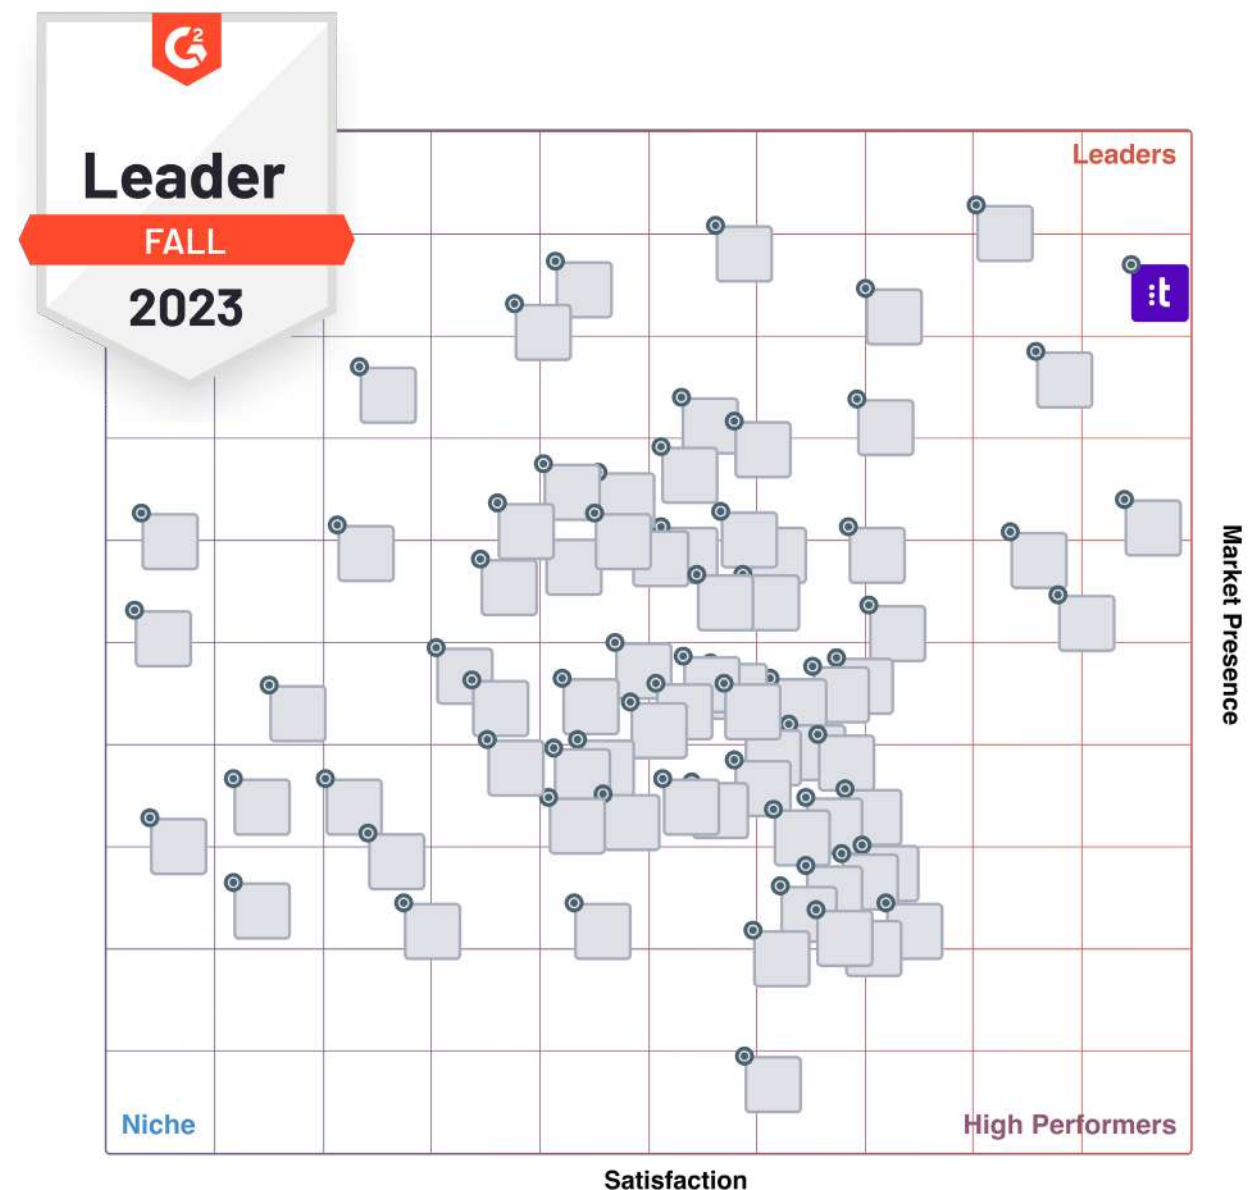 G2
Leader
FALL
2023
Leaders
:t
Market Presence
Niche
High Performers
Satisfaction